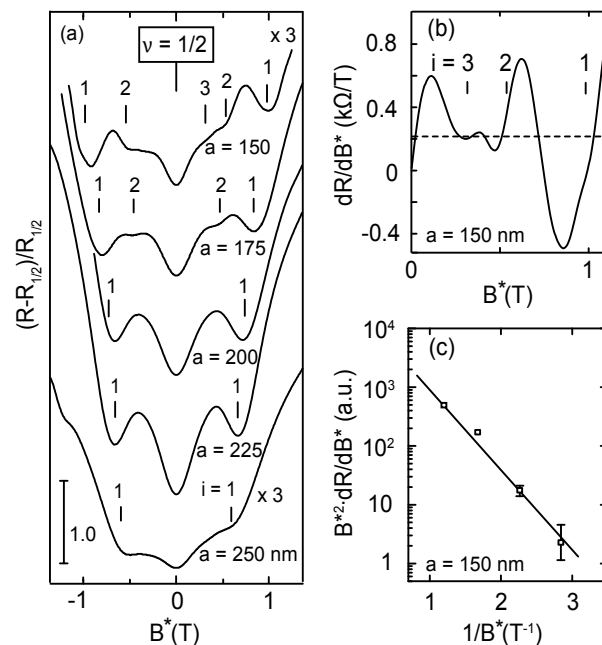 (a)
ν = 1/2
x 3
1 2 3 2 1
a = 150
1 2 2 1
a = 175
1 1
a = 200
1 1
a = 225
1 i = 1 x 3
1.0
a = 250 nm
-1 0 1
B*(T)
(R-R1/2)/R1/2
(b)
0.8
i = 3 2 1
0.4
0
-0.4
a = 150 nm
0 1
B*(T)
dR/dB* (kΩ/T)
(c)
10⁴
10³
10²
10
1
a = 150 nm
1 2 3
1/B*(T⁻¹)
B*²·dR/dB* (a.u.)